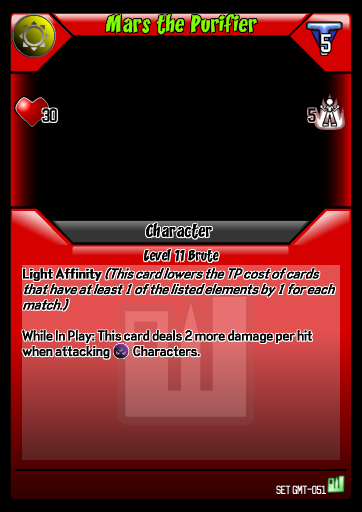 Mars the Purifier
T
5
30
5
Character
Level 11 Brute
Light Affinity (This card lowers the TP cost of cards
that have at least 1 of the listed elements by 1 for each
match.)
While In Play: This card deals 2 more damage per hit
when attacking Characters.
SET GMT-051